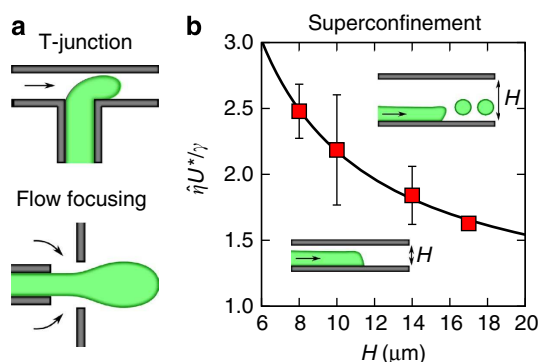 a
T-junction
Flow focusing
b
Superconfinement
3.0
2.5
2.0
1.5
1.0
η̂U*/γ
H
H
6 8 10 12 14 16 18 20
H (μm)